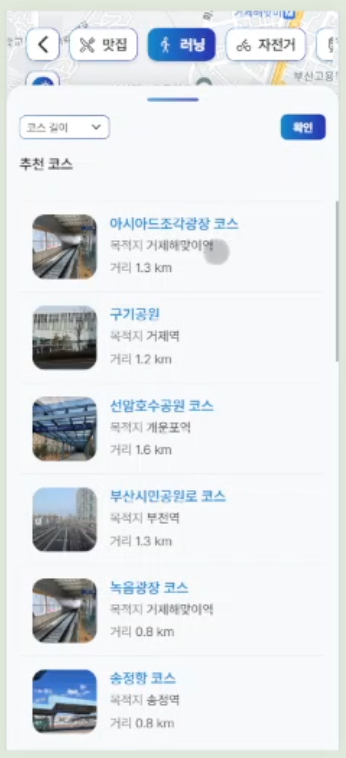 거제해맞이
맛집
러닝
자전거
부산고용
코스 길이
확인
추천 코스
아시아드조각광장 코스
목적지 거제해맞이역
거리 1.3 km
구기공원
목적지 거제역
거리 1.2 km
선암호수공원 코스
목적지 개운포역
거리 1.6 km
부산시민공원로 코스
목적지 부전역
거리 1.3 km
녹음광장 코스
목적지 거제해맞이역
거리 0.8 km
송정항 코스
목적지 송정역
거리 0.8 km